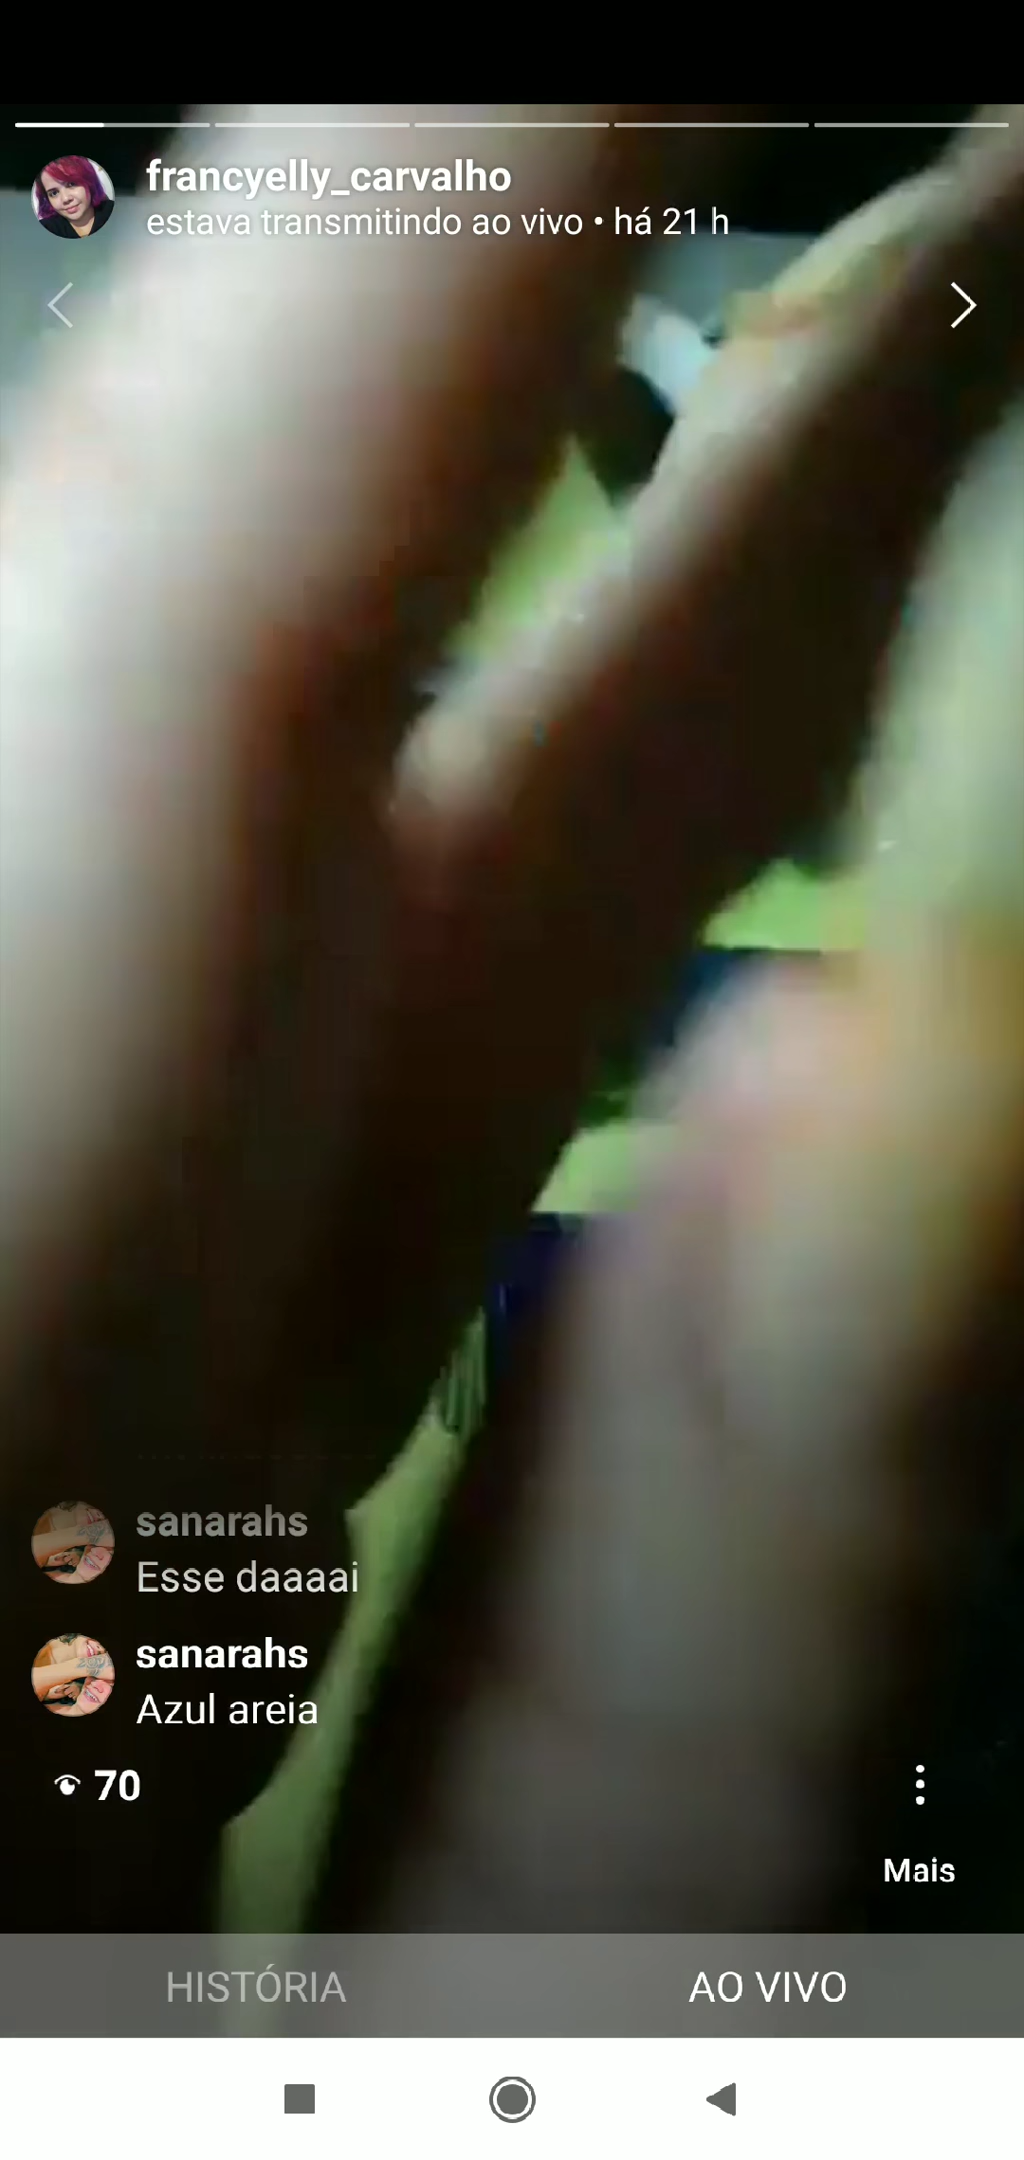 francyelly_carvalho
estava transmitindo ao vivo • há 21 h
sanarahs
Esse daaaai
sanarahs
Azul areia
70
Mais
HISTÓRIA
AO VIVO